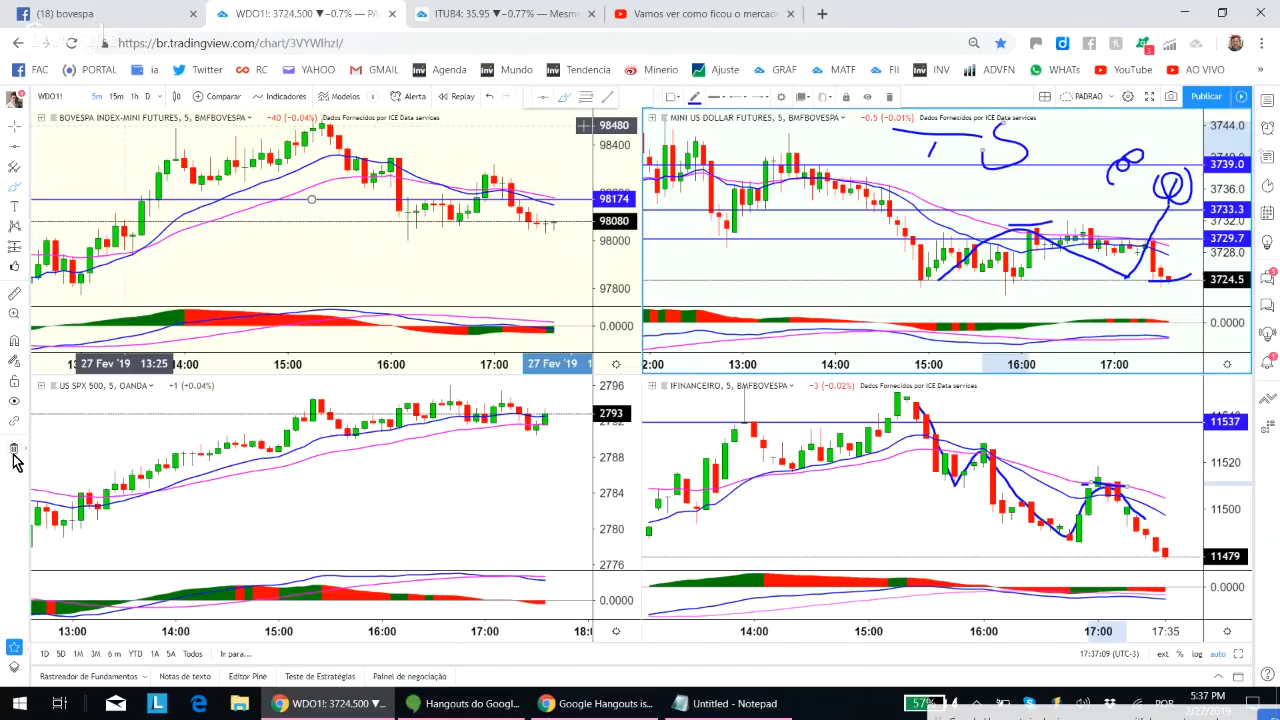 (18) bovespa
WDO1!: 3724.500 ▼−0.7% — PA
ITUB4: 35.95 ▼−0.77% — Mesme
Vamos ver como ficou o mercado
https://br.tradingview.com/chart/3VYWIhzI/
FAC
PORTAL
ia
Twitter
RC
YAHOO
GMAIL
Agenda
Mundo
Tendencia
Minerio
Ajuste
GRAF
MATF
FII
INV
ADVFN
WHATs
YouTube
AO VIVO
WDO1!
5m 15m 1h D
Comparar
Indicadores
Modelos
Alerta
Replay
PADRAO
Publicar
BOVESPA INDEX-MINI FUTURES, 5, BMFBOVESPA
−40 (−0.04%)
Dados Fornecidos por ICE Data services
98480
98400
98174
98080
98000
97800
0.0000
27 Fev '19 13:25
14:00
15:00
16:00
17:00
27 Fev '19
MINI US DOLLAR FUTURES, 5, BMFBOVESPA
−0.5 (−0.01%)
Dados Fornecidos por ICE Data services
3744.0
3739.0
3736.0
3733.3
3732.0
3729.7
3728.0
3724.5
0.0000
12:00
13:00
14:00
15:00
16:00
17:00
US SPX 500, 5, OANDA
−1 (+0.04%)
2796
2793
2792
2788
2784
2780
2776
0.0000
13:00
14:00
15:00
16:00
17:00
18:0
IFINANCEIRO, 5, BMFBOVESPA
−3 (−0.02%)
Dados Fornecidos por ICE Data services
11537
11520
11500
11479
0.0000
14:00
15:00
16:00
17:00
17:35
1D 5D 1M 3M 6 m YTD 1A 5A Todos
Ir para...
17:37:09 (UTC-3)
ext % log auto
Rastreador de Fundamentos
Notas de texto
Editor Pine
Teste de Estratégias
Painel de negociação
WDO1!: 3724.500 ▼...
Hangouts do Googl...
Google Hangouts is...
Untitled - Notepad
57%
5:37 PM
2/27/2019